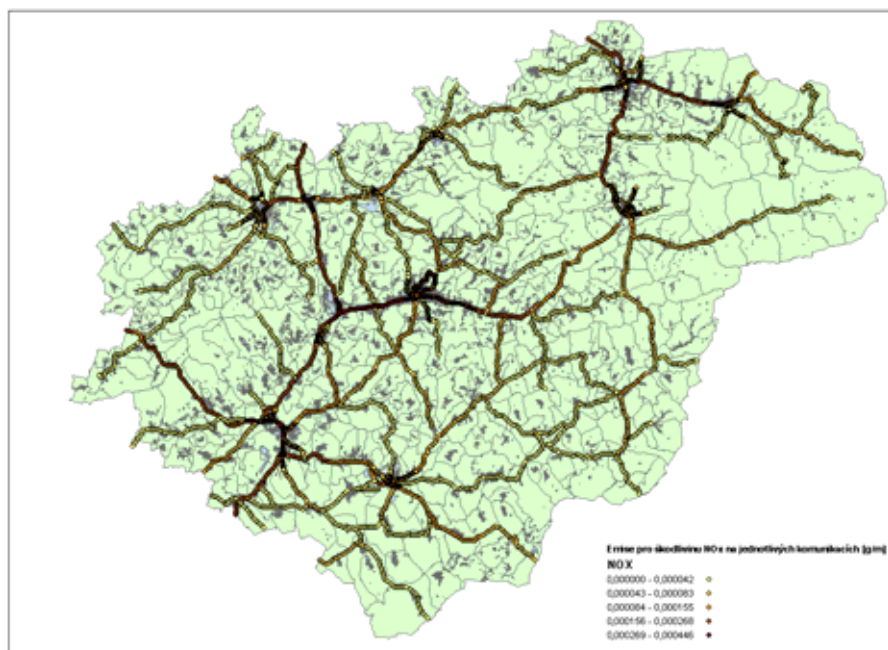 Emise pro škodlivinu NOx na jednotlivých komunikacích [g/m]
NOX
0,000000 - 0,000042
0,000043 - 0,000083
0,000084 - 0,000155
0,000156 - 0,000268
0,000269 - 0,000446